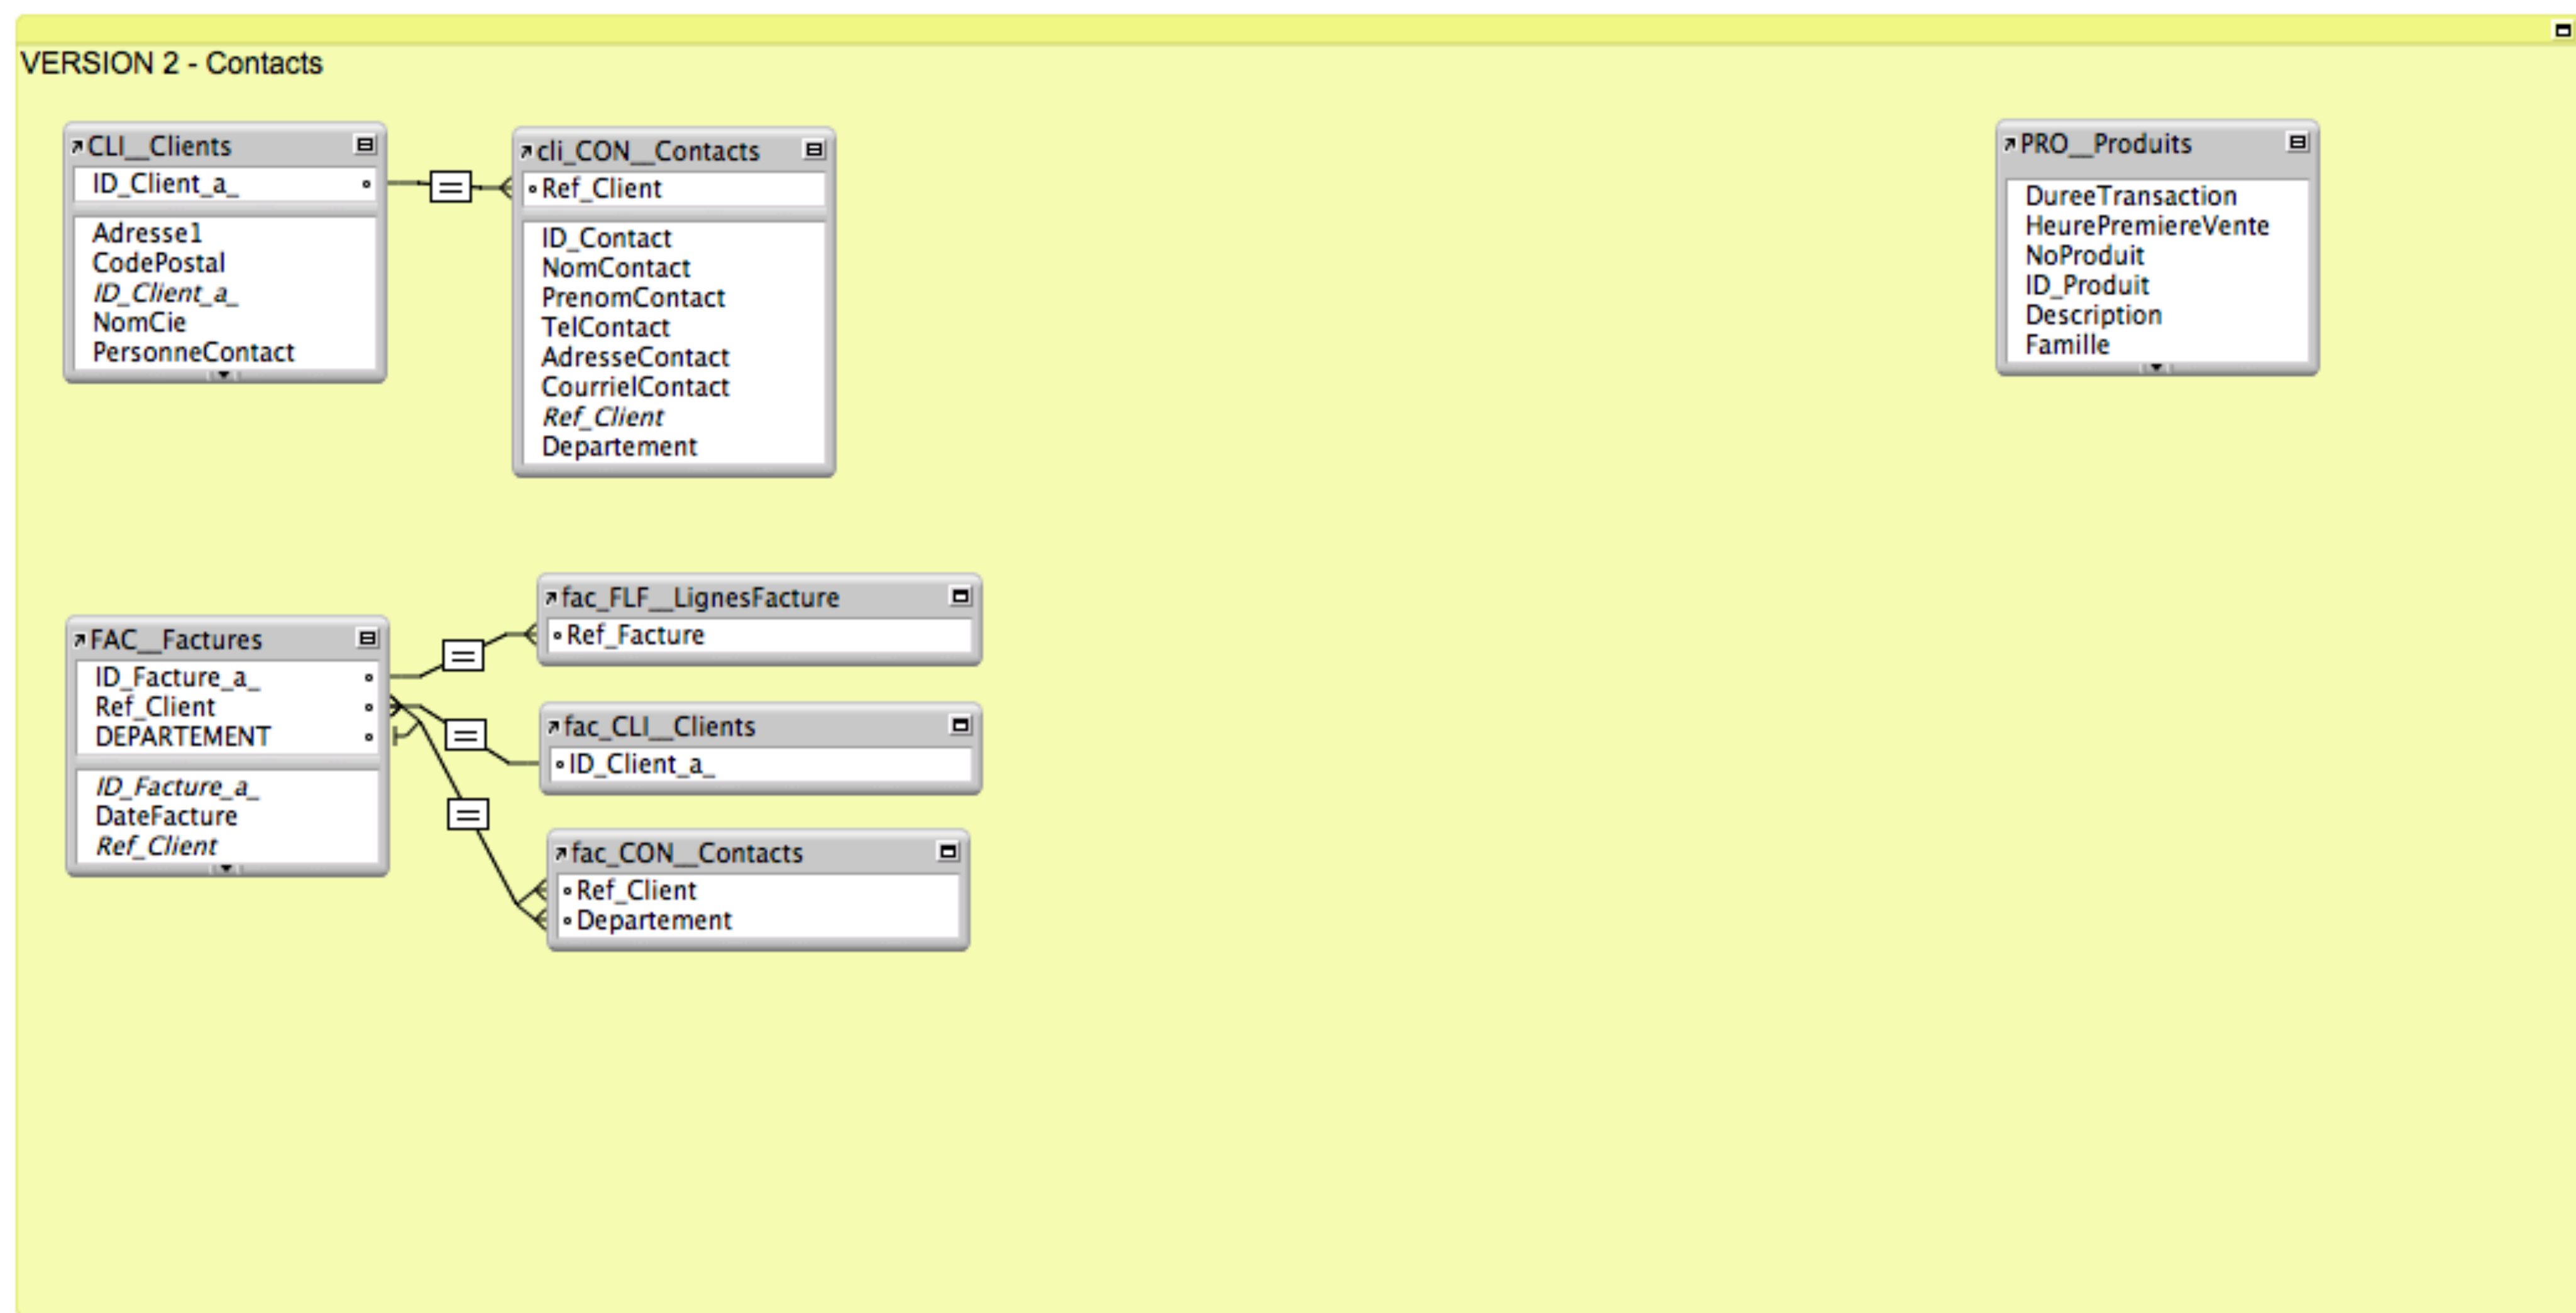 VERSION 2 - Contacts
CLI__Clients
ID_Client_a_
Adresse1
CodePostal
ID_Client_a_
NomCie
PersonneContact
cli_CON__Contacts
Ref_Client
ID_Contact
NomContact
PrenomContact
TelContact
AdresseContact
CourrielContact
Ref_Client
Departement
PRO__Produits
DureeTransaction
HeurePremiereVente
NoProduit
ID_Produit
Description
Famille
FAC__Factures
ID_Facture_a_
Ref_Client
DEPARTEMENT
ID_Facture_a_
DateFacture
Ref_Client
fac_FLF__LignesFacture
Ref_Facture
fac_CLI__Clients
ID_Client_a_
fac_CON__Contacts
Ref_Client
Departement